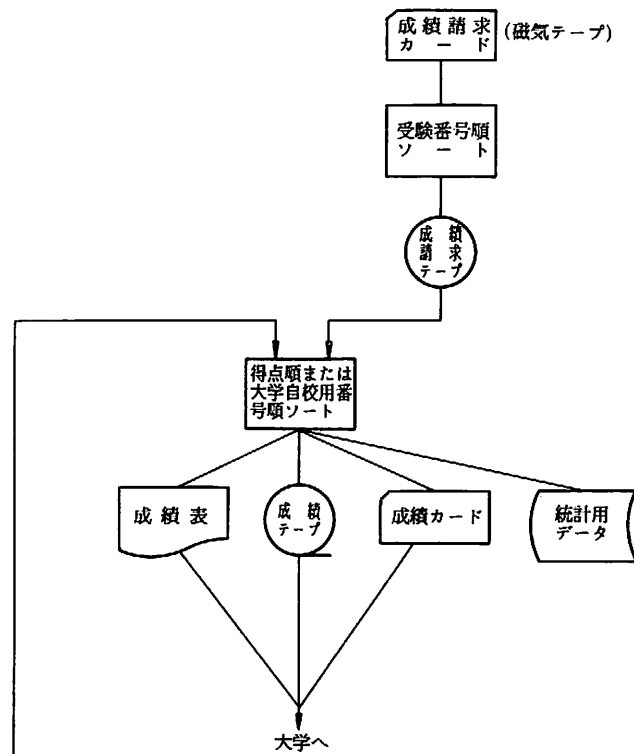 成績請求
カード
(磁気テープ)
受験番号順
ソート
成績
請求
テープ
得点順または
大学自校用番
号順ソート
成績表
成績
テープ
成績カード
統計用
データ
大学へ